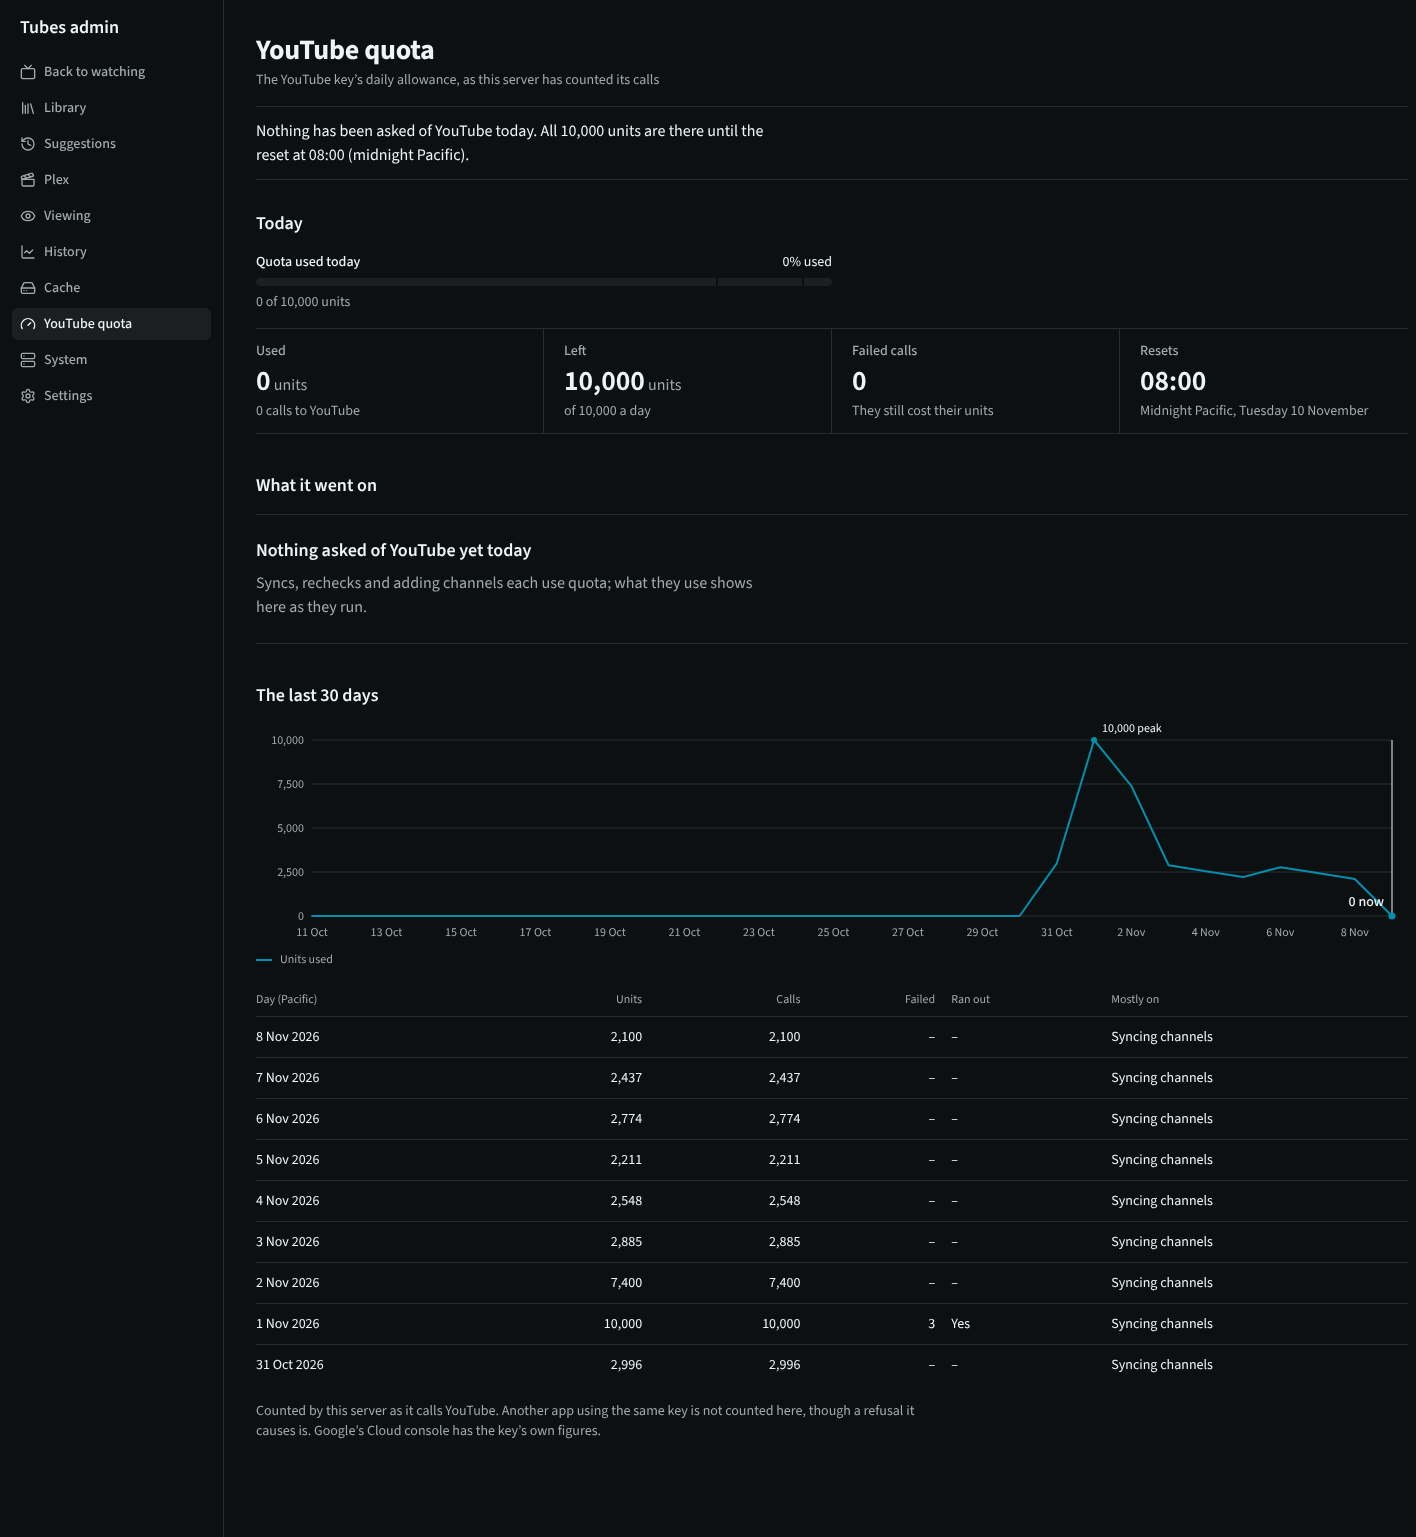 Tubes admin
Back to watching
Library
Suggestions
Plex
Viewing
History
Cache
YouTube quota
System
Settings
YouTube quota
The YouTube key’s daily allowance, as this server has counted its calls
Nothing has been asked of YouTube today. All 10,000 units are there until the
reset at 08:00 (midnight Pacific).
Today
Quota used today 0% used
0 of 10,000 units
Used
0 units
0 calls to YouTube
Left
10,000 units
of 10,000 a day
Failed calls
0
They still cost their units
Resets
08:00
Midnight Pacific, Tuesday 10 November
What it went on
Nothing asked of YouTube yet today
Syncs, rechecks and adding channels each use quota; what they use shows
here as they run.
The last 30 days
10,000 peak
10,000
7,500
5,000
2,500
0 now
0
11 Oct 13 Oct 15 Oct 17 Oct 19 Oct 21 Oct 23 Oct 25 Oct 27 Oct 29 Oct 31 Oct 2 Nov 4 Nov 6 Nov 8 Nov
Units used
Day (Pacific) Units Calls Failed Ran out Mostly on
8 Nov 2026 2,100 2,100 – – Syncing channels
7 Nov 2026 2,437 2,437 – – Syncing channels
6 Nov 2026 2,774 2,774 – – Syncing channels
5 Nov 2026 2,211 2,211 – – Syncing channels
4 Nov 2026 2,548 2,548 – – Syncing channels
3 Nov 2026 2,885 2,885 – – Syncing channels
2 Nov 2026 7,400 7,400 – – Syncing channels
1 Nov 2026 10,000 10,000 3 Yes Syncing channels
31 Oct 2026 2,996 2,996 – – Syncing channels
Counted by this server as it calls YouTube. Another app using the same key is not counted here, though a refusal it
causes is. Google’s Cloud console has the key’s own figures.